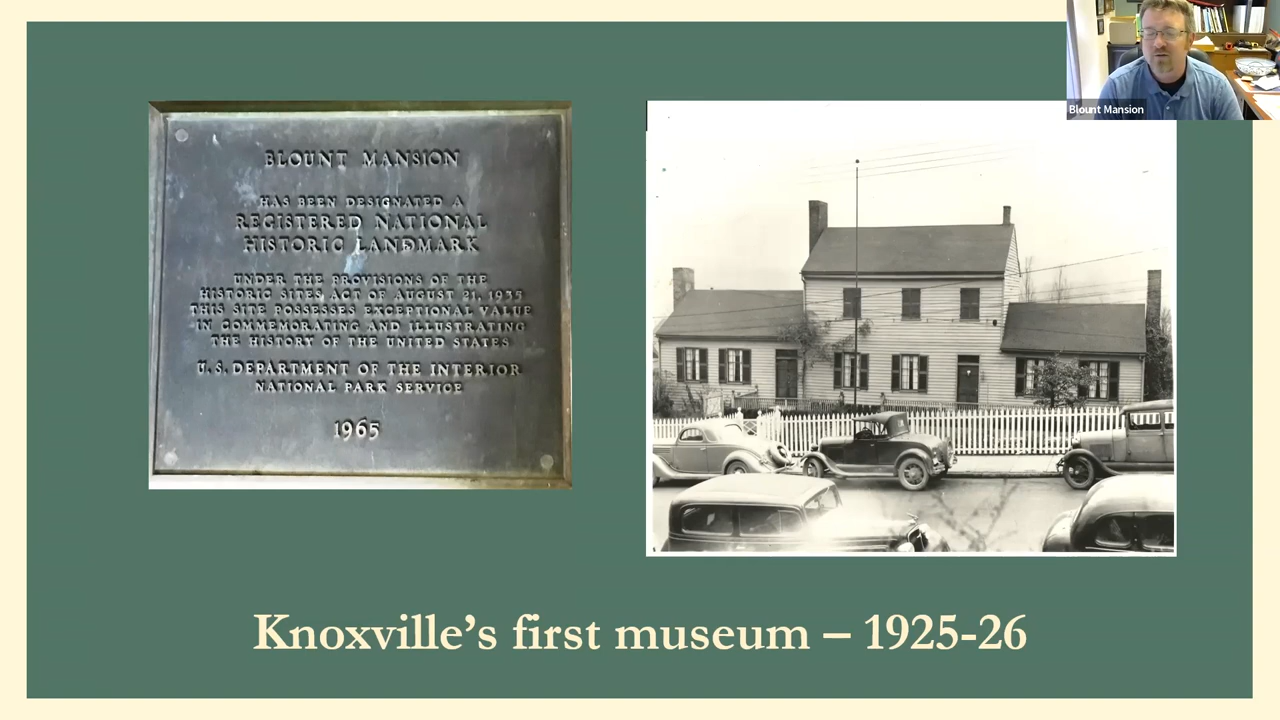 BLOUNT MANSION
HAS BEEN DESIGNATED A
REGISTERED NATIONAL
HISTORIC LANDMARK
UNDER THE PROVISIONS OF THE
HISTORIC SITES ACT OF AUGUST 21, 1935
THIS SITE POSSESSES EXCEPTIONAL VALUE
IN COMMEMORATING AND ILLUSTRATING
THE HISTORY OF THE UNITED STATES
U.S. DEPARTMENT OF THE INTERIOR
NATIONAL PARK SERVICE
1965
Blount Mansion
Knoxville’s first museum – 1925-26